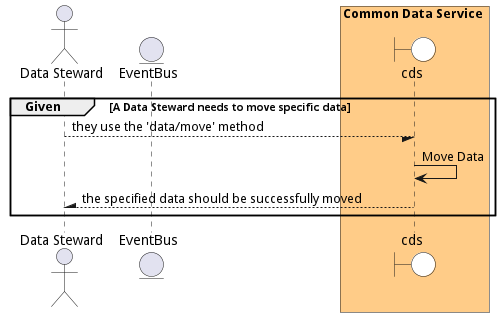 Common Data Service
Data Steward
EventBus
cds
Given
[A Data Steward needs to move specific data]
they use the 'data/move' method
Move Data
the specified data should be successfully moved
Data Steward
EventBus
cds